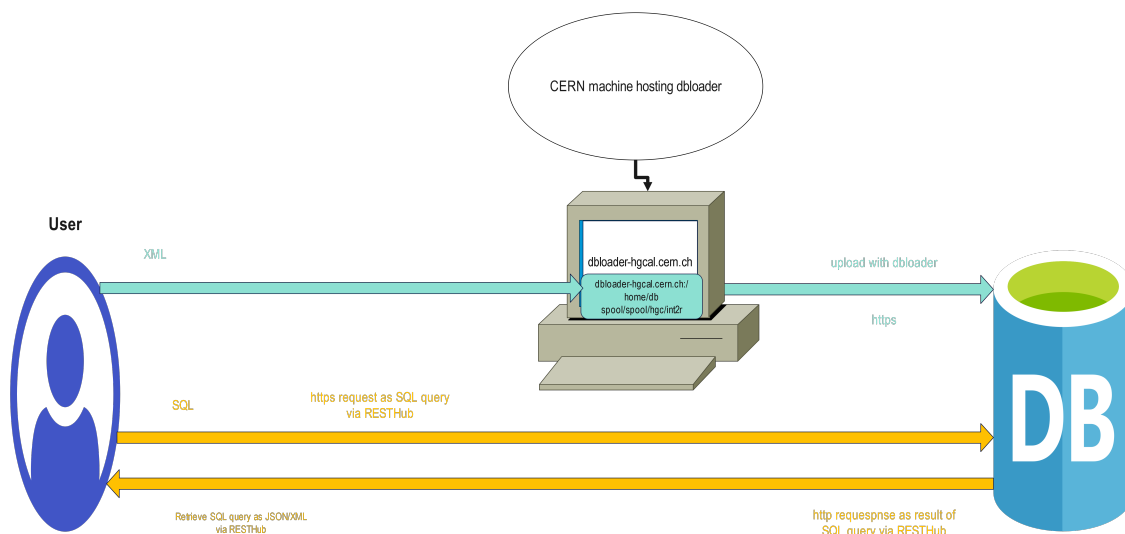 CERN machine hosting dbloader
User
XML
dbloader-hgcal.cern.ch
upload with dbloader
dbloader-hgcal.cern.ch:/
home/db
spool/spool/hgc/int2r
https
https request as SQL query
via RESTHub
SQL
DB
Retrieve SQL query as JSON/XML
via RESTHub
http requespnse as result of
SQL query via RESTHub